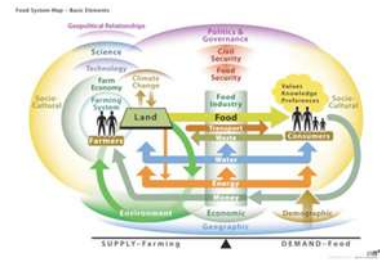 Food System Map - Basic Elements
Geopolitical Relationships
Politics &
Governance
Science
Civil
Security
Technology
Food
Security
Farm
Economy
Climate
Change
Values
Knowledge
Preferences
Socio-
Cultural
Farming
System
Food
Industry
Socio-
Cultural
Land
Food
Transport
Waste
Farmers
Consumers
Water
Energy
Money
Environment
Economic
Demographic
Geographic
SUPPLY-Farming
DEMAND-Food